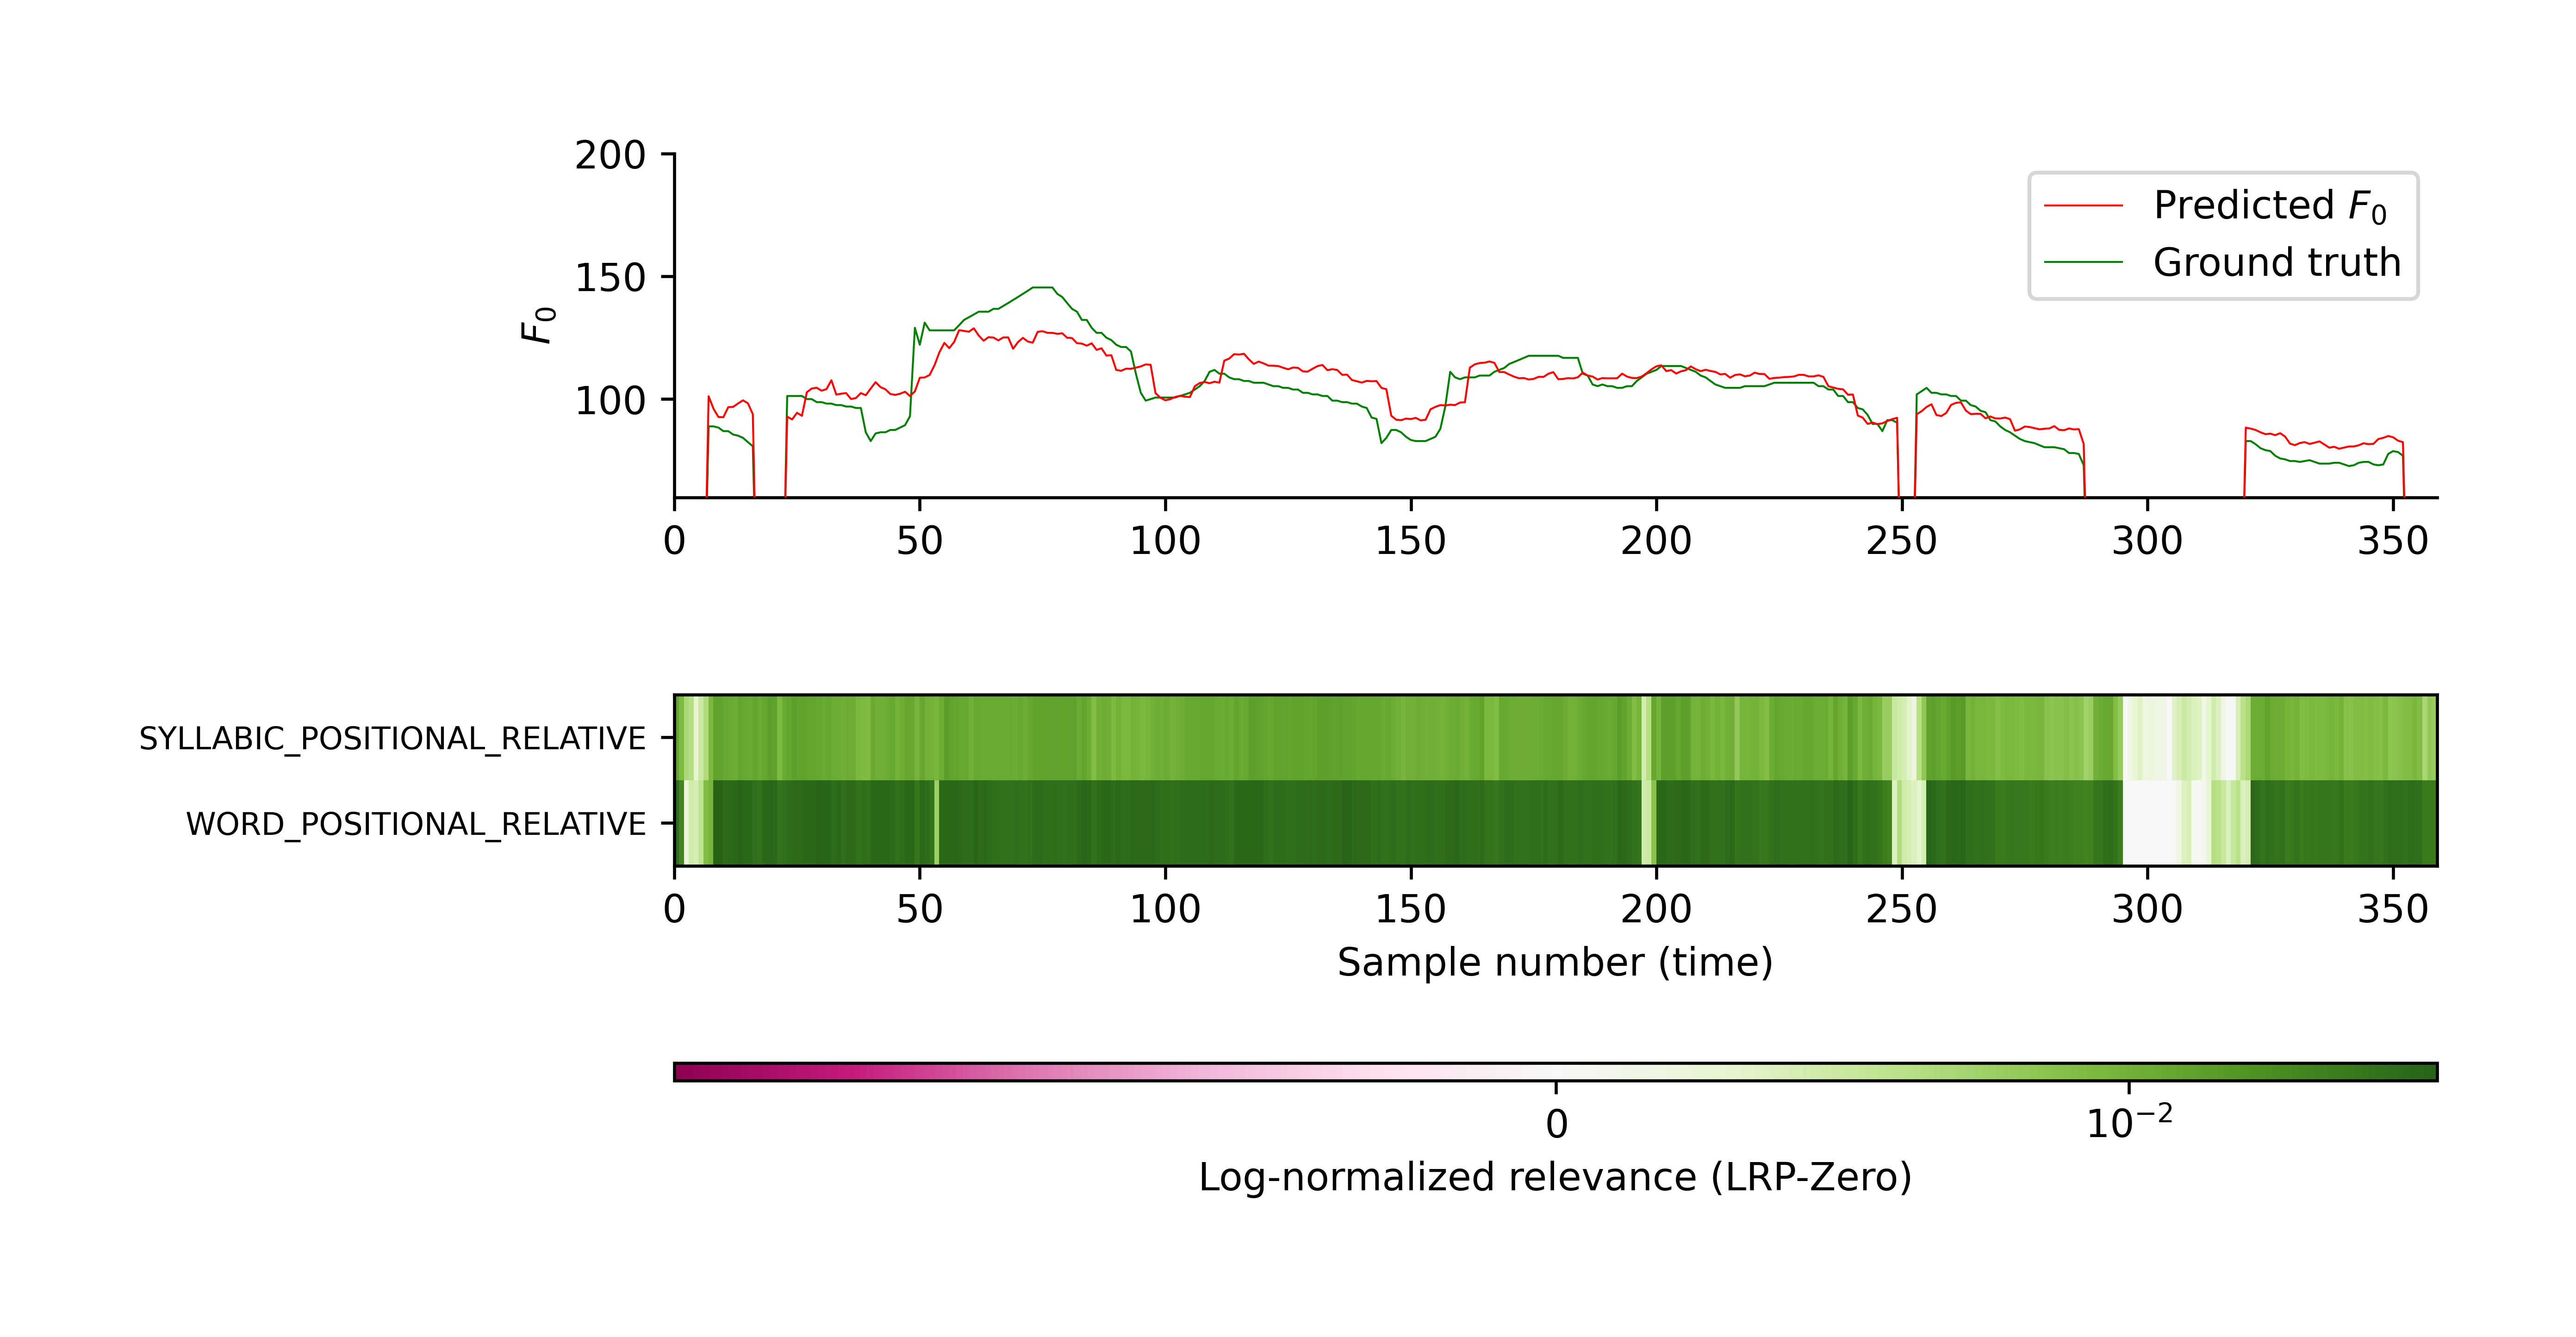 200
150
100
F₀
Predicted F₀
Ground truth
0 50 100 150 200 250 300 350
SYLLABIC_POSITIONAL_RELATIVE
WORD_POSITIONAL_RELATIVE
0 50 100 150 200 250 300 350
Sample number (time)
0 10⁻²
Log-normalized relevance (LRP-Zero)